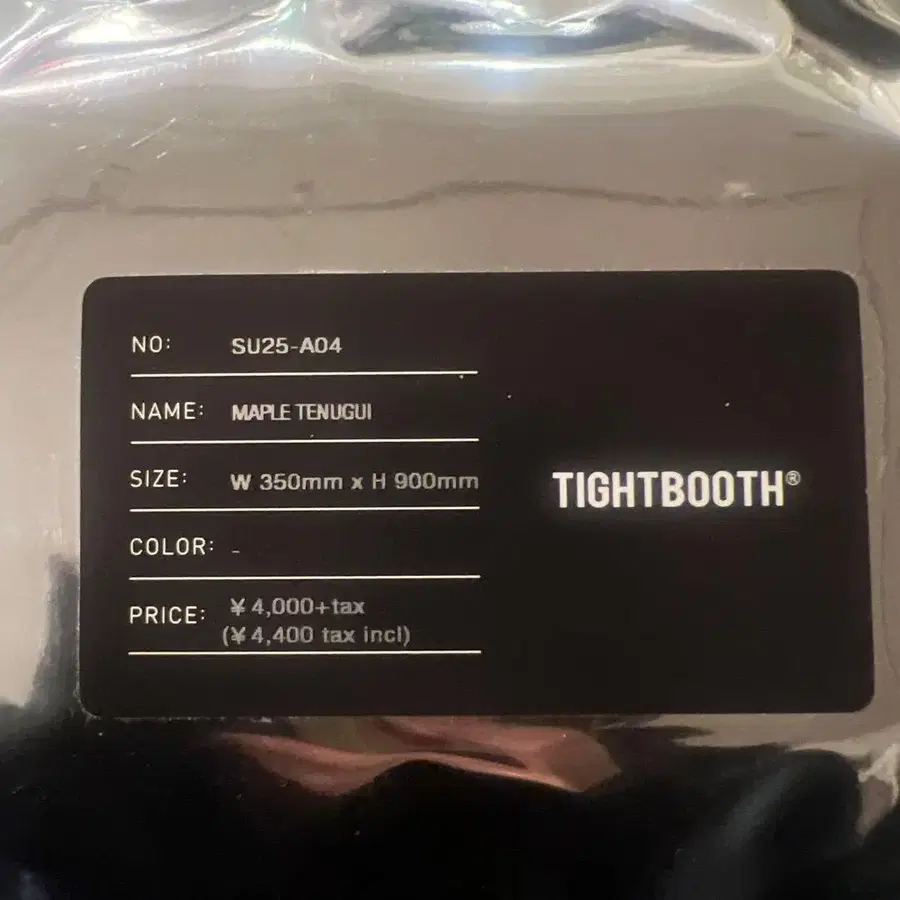 NO: SU25-A04
NAME: MAPLE TENUGUI
SIZE: W 350mm x H 900mm
TIGHTBOOTH®
COLOR: -
PRICE: ¥4,000+tax
(¥4,400 tax incl)